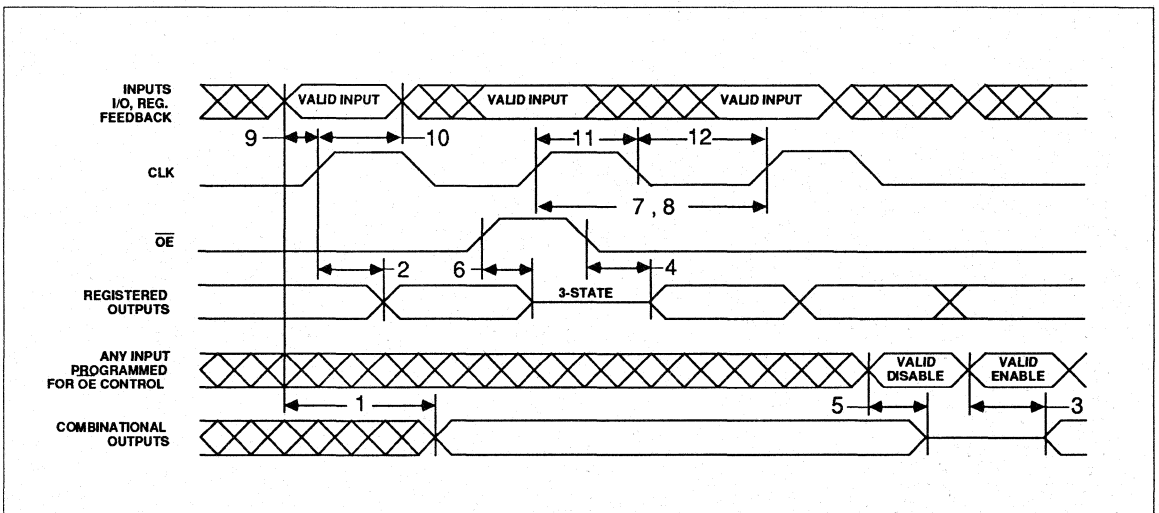 INPUTS
I/O, REG.
FEEDBACK
VALID INPUT
VALID INPUT
VALID INPUT
9
10
11
12
CLK
7 , 8
OE
2
6
4
REGISTERED
OUTPUTS
3-STATE
ANY INPUT
PROGRAMMED
FOR OE CONTROL
VALID
DISABLE
VALID
ENABLE
1
5
3
COMBINATIONAL
OUTPUTS